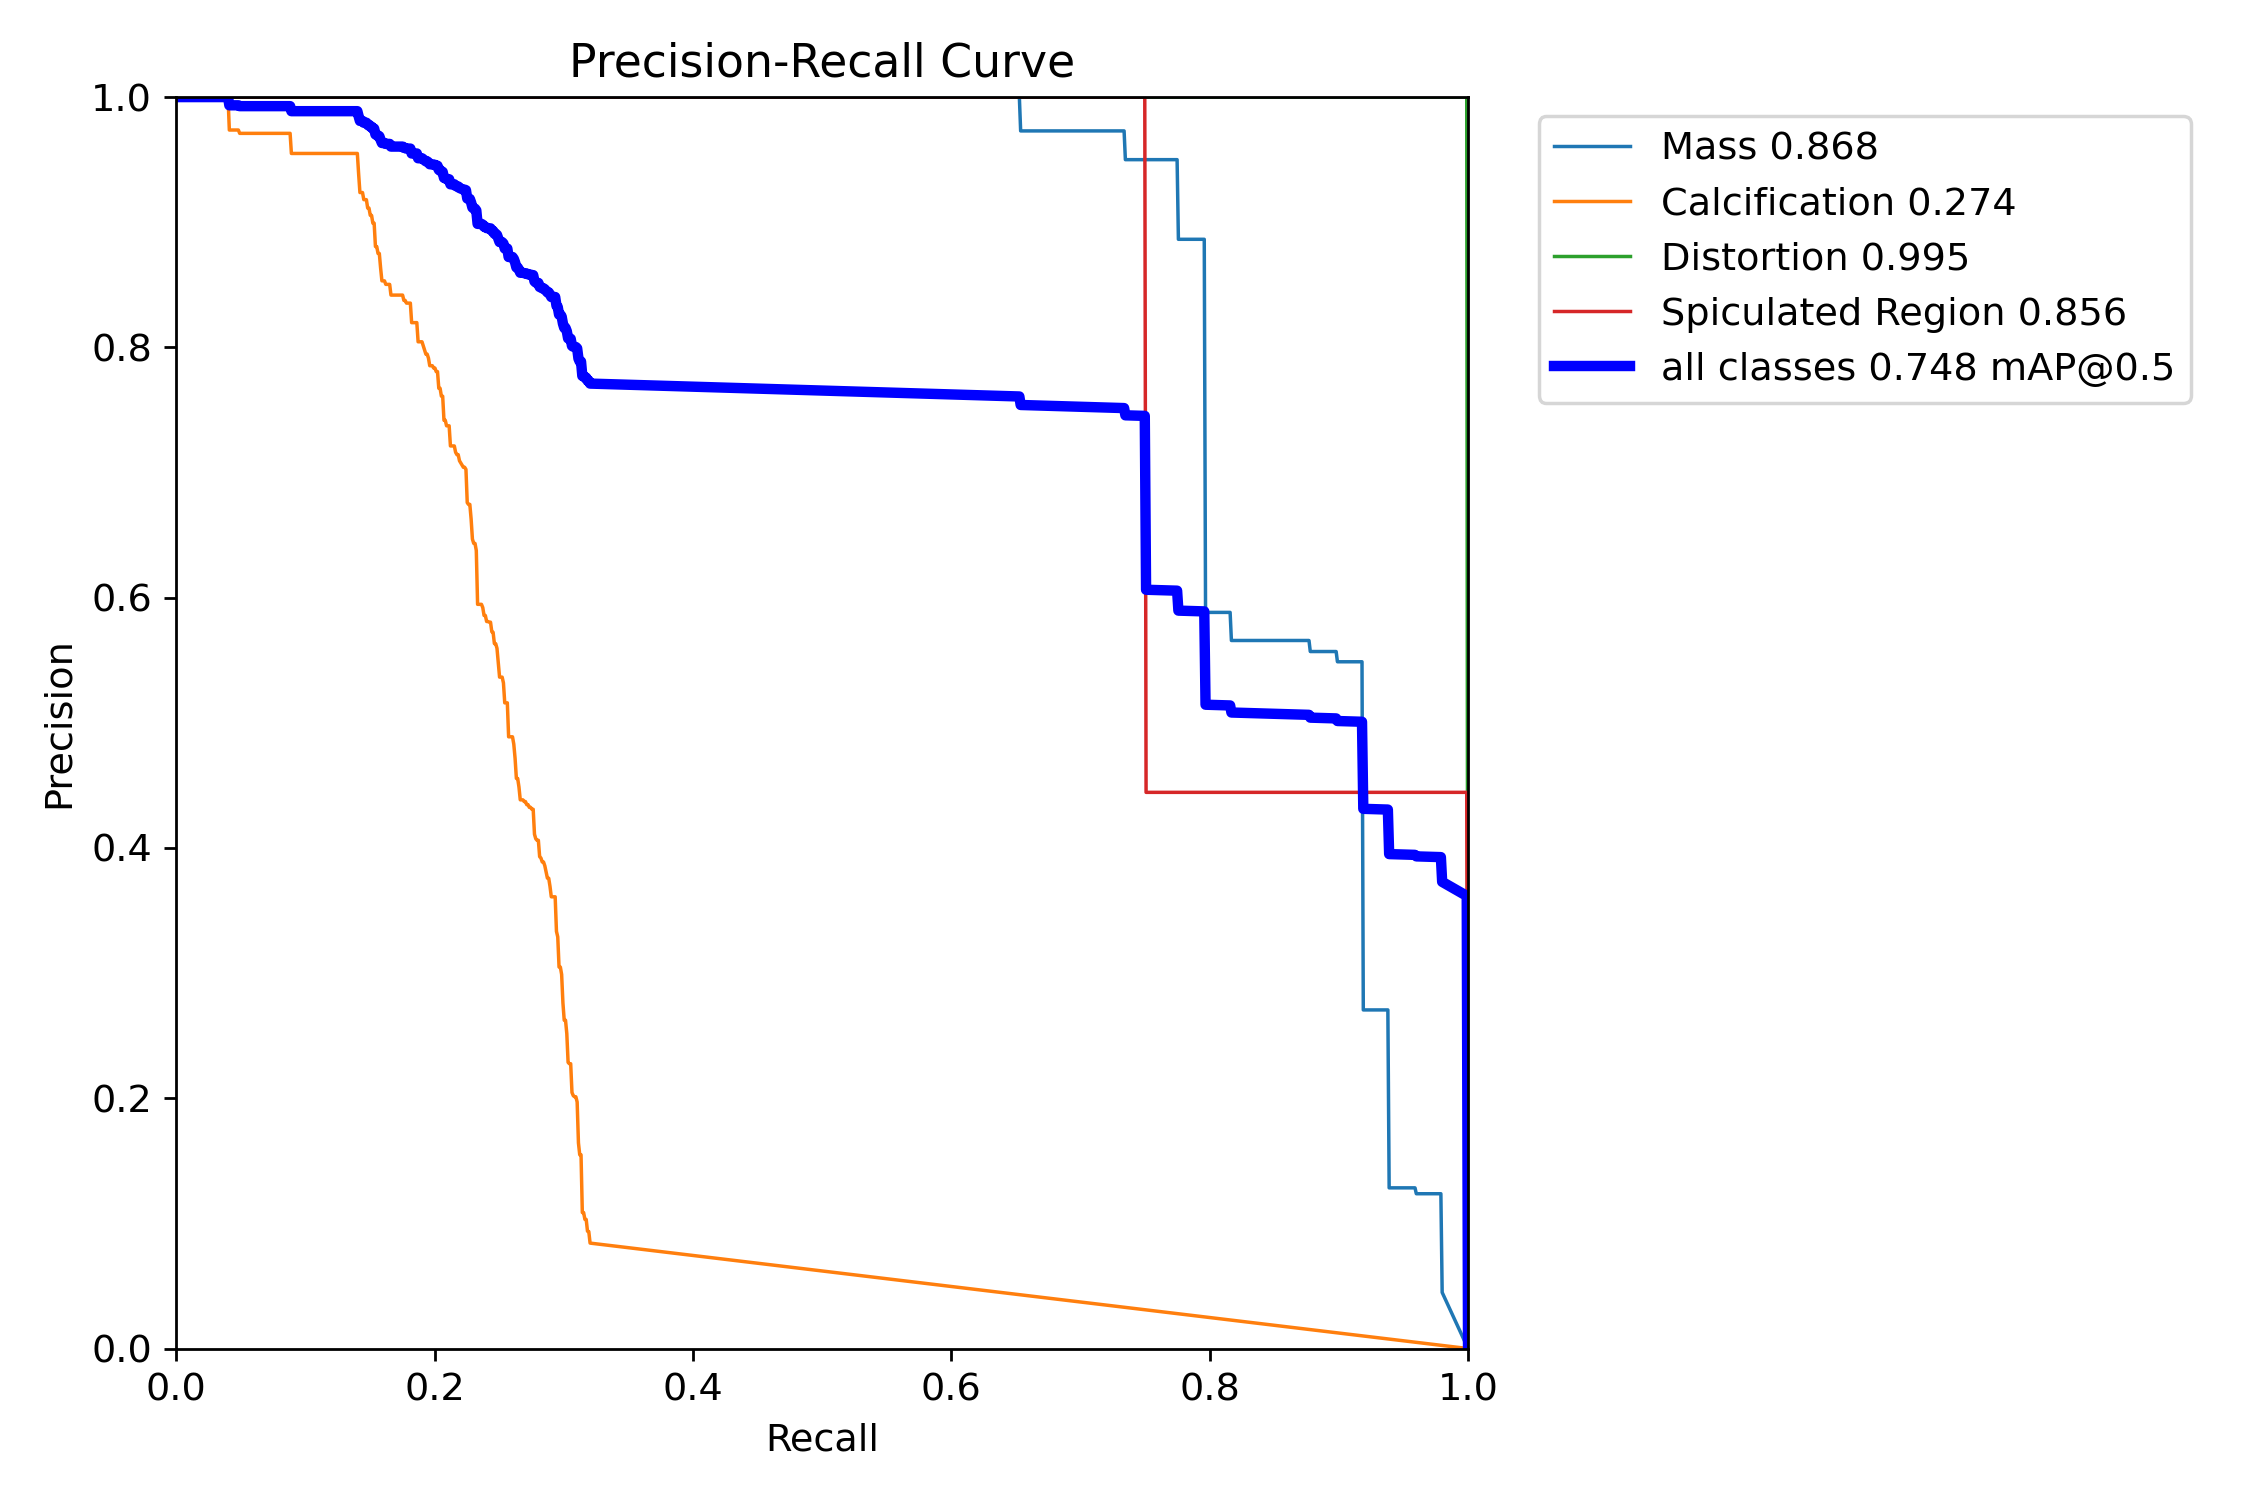 Precision-Recall Curve
1.0
0.8
0.6
0.4
0.2
0.0
Precision
0.0 0.2 0.4 0.6 0.8 1.0
Recall
Mass 0.868
Calcification 0.274
Distortion 0.995
Spiculated Region 0.856
all classes 0.748 mAP@0.5